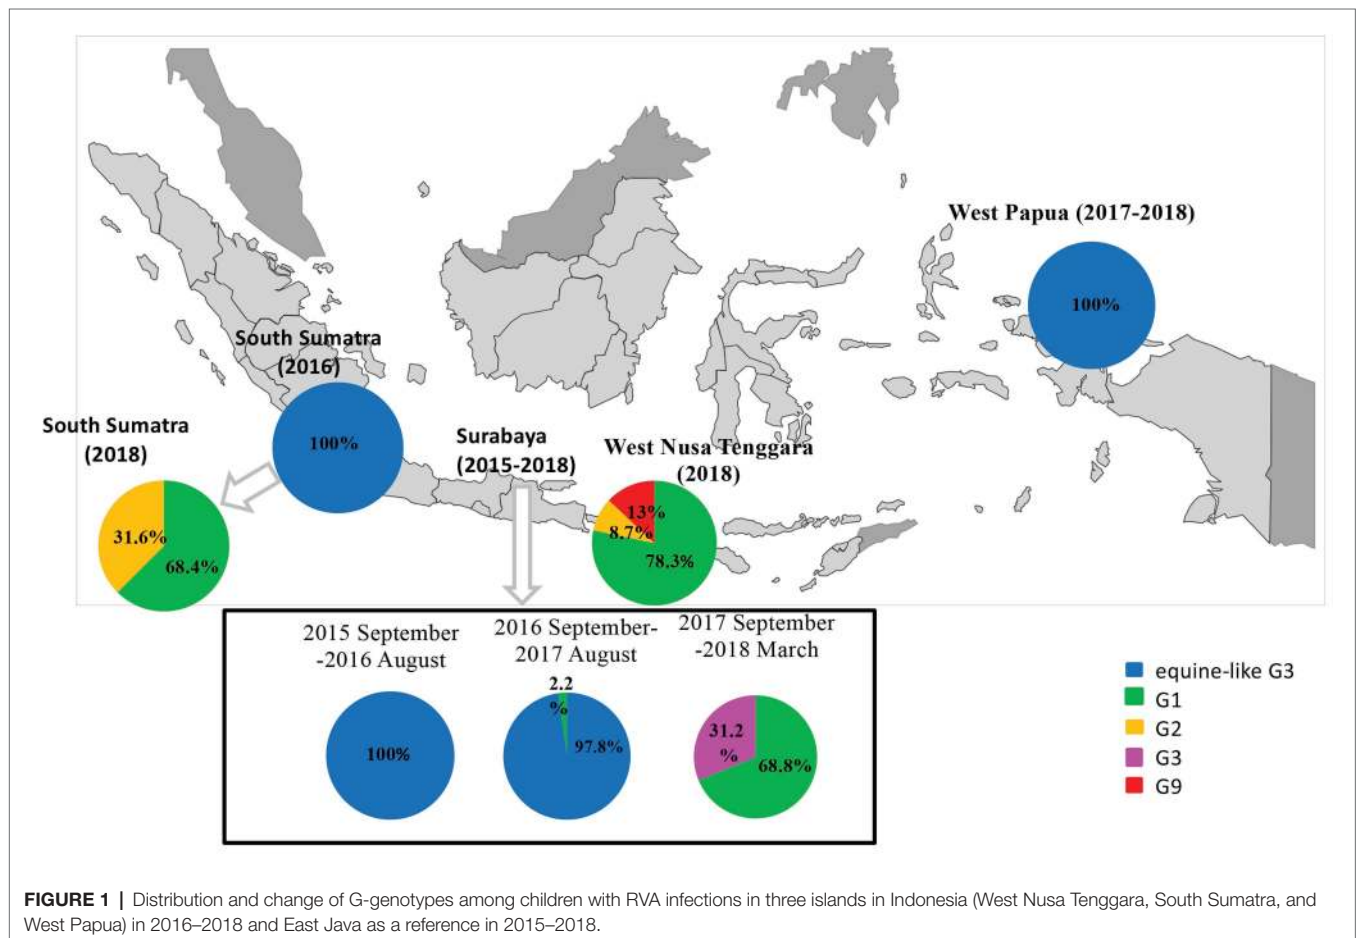 West Papua (2017-2018)
100%
South Sumatra
(2016)
100%
South Sumatra
(2018)
31.6%
68.4%
Surabaya
(2015-2018)
West Nusa Tenggara
(2018)
13%
8.7%
78.3%
2015 September
-2016 August
100%
2016 September-
2017 August
2.2
%
97.8%
2017 September
-2018 March
31.2
%
68.8%
equine-like G3
G1
G2
G3
G9
FIGURE 1 | Distribution and change of G-genotypes among children with RVA infections in three islands in Indonesia (West Nusa Tenggara, South Sumatra, and
West Papua) in 2016–2018 and East Java as a reference in 2015–2018.